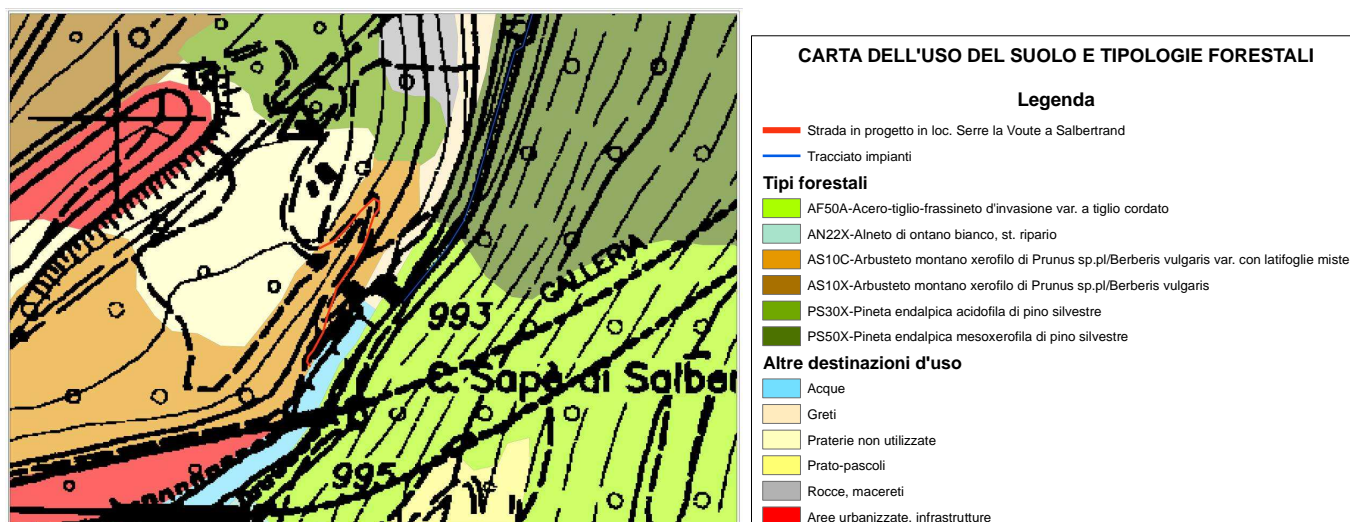 GALLERIA
993
C. Sapè di Salber
995
CARTA DELL'USO DEL SUOLO E TIPOLOGIE FORESTALI
Legenda
Strada in progetto in loc. Serre la Voute a Salbertrand
Tracciato impianti
Tipi forestali
AF50A-Acero-tiglio-frassineto d'invasione var. a tiglio cordato
AN22X-Alneto di ontano bianco, st. ripario
AS10C-Arbusteto montano xerofilo di Prunus sp.pl/Berberis vulgaris var. con latifoglie miste
AS10X-Arbusteto montano xerofilo di Prunus sp.pl/Berberis vulgaris
PS30X-Pineta endalpica acidofila di pino silvestre
PS50X-Pineta endalpica mesoxerofila di pino silvestre
Altre destinazioni d'uso
Acque
Greti
Praterie non utilizzate
Prato-pascoli
Rocce, macereti
Aree urbanizzate, infrastrutture